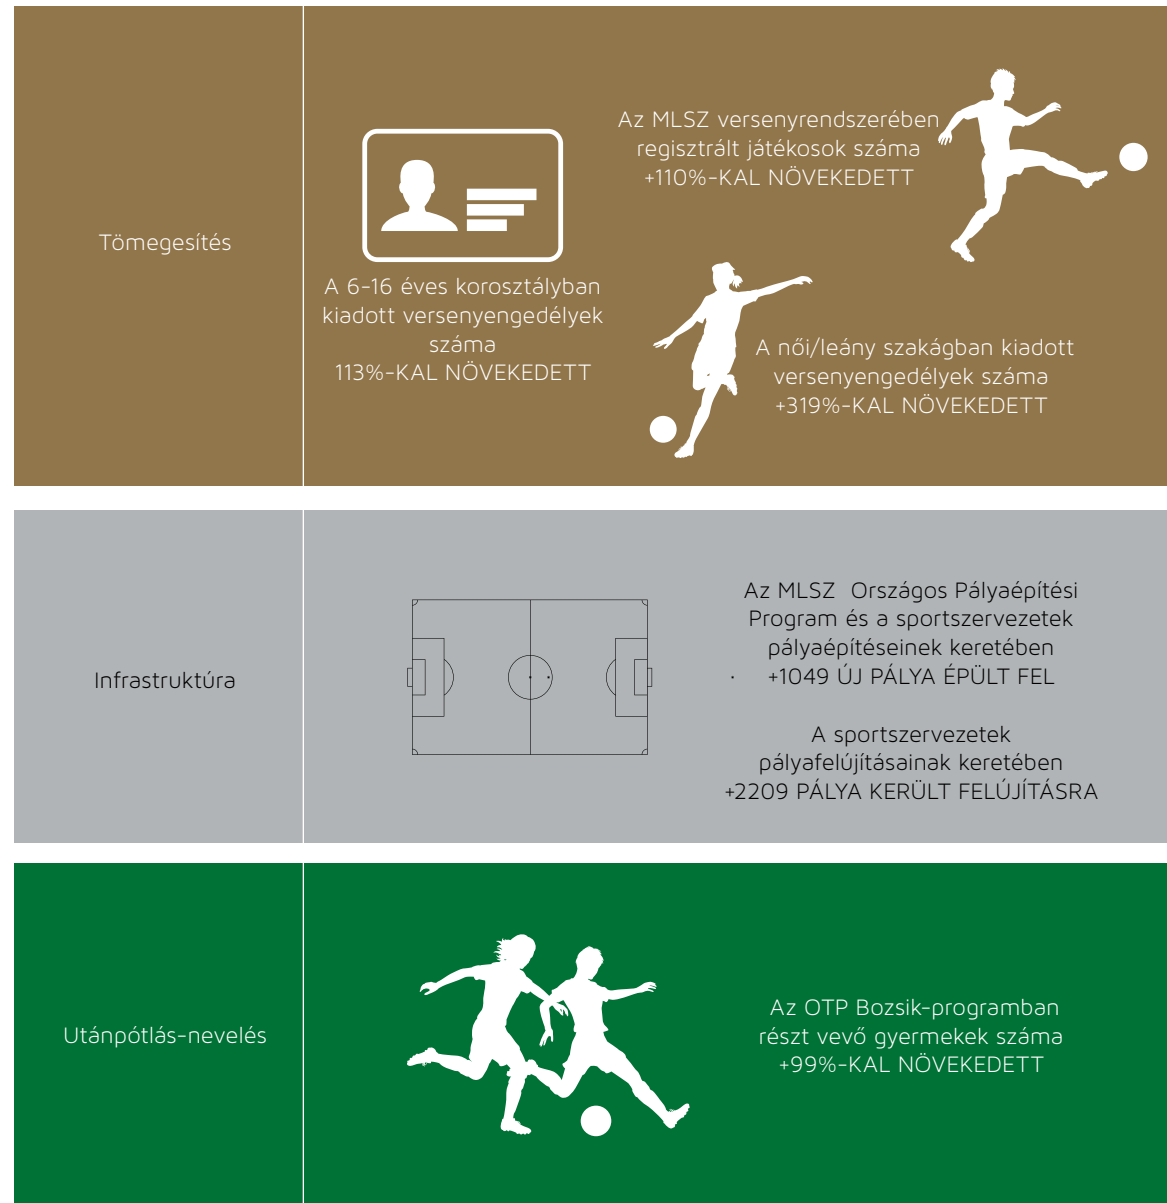 Tömegesítés
A 6-16 éves korosztályban
kiadott versenyengedélyek
száma
113%-KAL NÖVEKEDETT
Az MLSZ versenyrendszerében
regisztrált játékosok száma
+110%-KAL NÖVEKEDETT
A női/leány szakágban kiadott
versenyengedélyek száma
+319%-KAL NÖVEKEDETT
Infrastruktúra
Az MLSZ Országos Pályaépítési
Program és a sportszervezetek
pályaépítéseinek keretében
· +1049 ÚJ PÁLYA ÉPÜLT FEL
A sportszervezetek
pályafelújításainak keretében
+2209 PÁLYA KERÜLT FELÚJÍTÁSRA
Utánpótlás-nevelés
Az OTP Bozsik-programban
részt vevő gyermekek száma
+99%-KAL NÖVEKEDETT